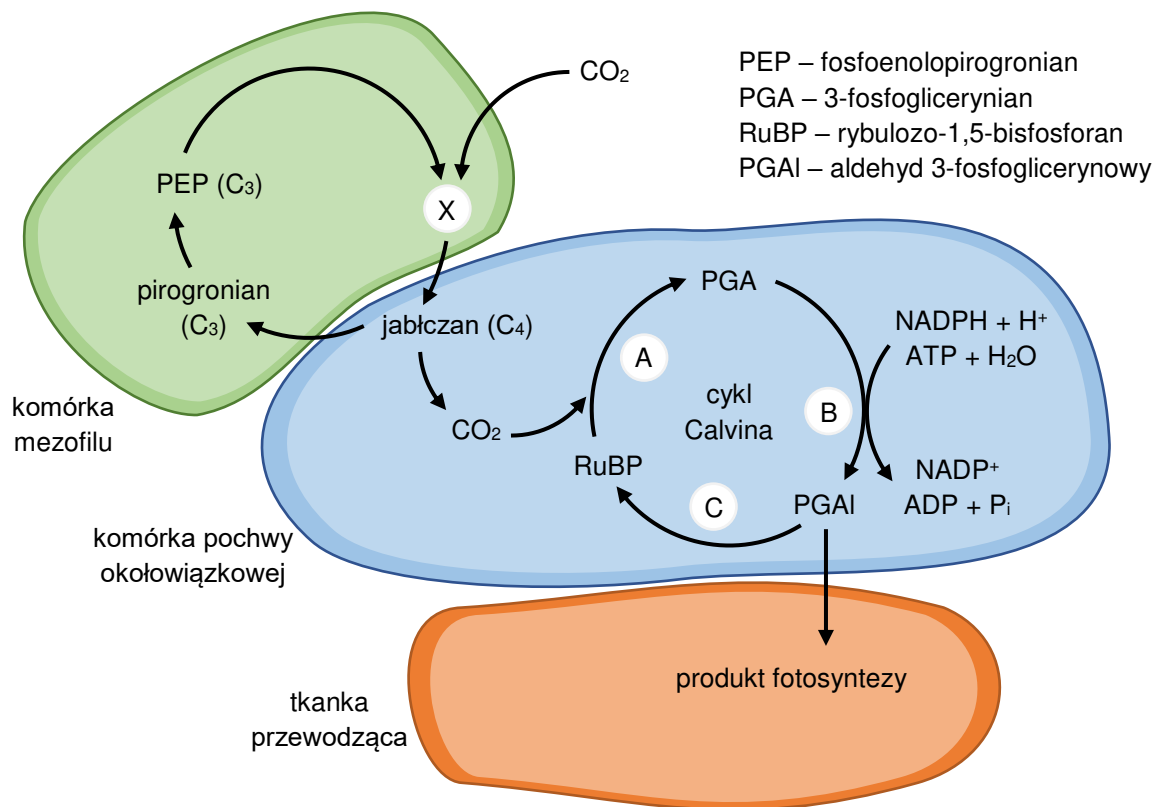 CO₂
PEP – fosfoenolopirogronian
PGA – 3-fosfoglicerynian
RuBP – rybulozo-1,5-bisfosforan
PGAl – aldehyd 3-fosfoglicerynowy
PEP (C₃)
X
pirogronian
(C₃)
jabłczan (C₄)
komórka
mezofilu
PGA
A
NADPH + H⁺
ATP + H₂O
cykl
Calvina
B
CO₂
RuBP
C
PGAl
NADP⁺
ADP + Pᵢ
komórka pochwy
okołowiązkowej
produkt fotosyntezy
tkanka
przewodząca